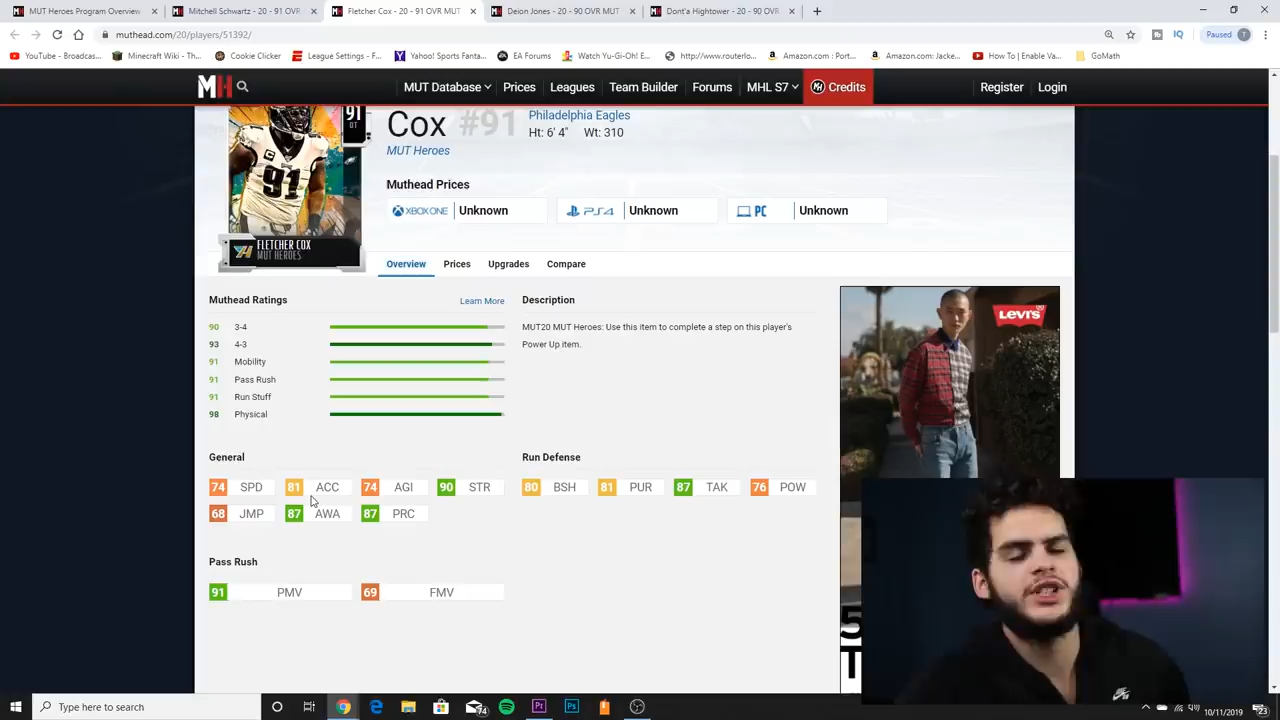 MUT Heroes Program Overview
Mitchell Schwartz - 20 - 91 OVR
Fletcher Cox - 20 - 91 OVR MUT
Deion Jones - 20 - 90 OVR MUT
Dont'a Hightower - 20 - 90 OVR
muthead.com/20/players/51392/
IQ
Paused
T
YouTube - Broadcas...
Minecraft Wiki - Th...
Cookie Clicker
League Settings - F...
Yahoo! Sports Fanta...
EA Forums
Watch Yu-Gi-Oh! E...
http://www.routerlo...
Amazon.com : Port...
Amazon.com: Jacke...
How To | Enable Va...
GoMath
MH
MUT Database
Prices
Leagues
Team Builder
Forums
MHL S7
Credits
Register
Login
91
DT
Cox #91
Philadelphia Eagles
Ht: 6' 4" Wt: 310
MUT Heroes
91
Muthead Prices
XBOX ONE Unknown
PS4 Unknown
PC Unknown
FLETCHER COX
MUT HEROES
Overview
Prices
Upgrades
Compare
Muthead Ratings
Learn More
90 3-4
93 4-3
91 Mobility
91 Pass Rush
91 Run Stuff
98 Physical
Description
MUT20 MUT Heroes: Use this item to complete a step on this player's
Power Up item.
LEVI'S
General
74 SPD 81 ACC 74 AGI 90 STR
68 JMP 87 AWA 87 PRC
Run Defense
80 BSH 81 PUR 87 TAK 76 POW
Pass Rush
91 PMV 69 FMV
Type here to search
74
Pr
Ps
10/11/2019
23